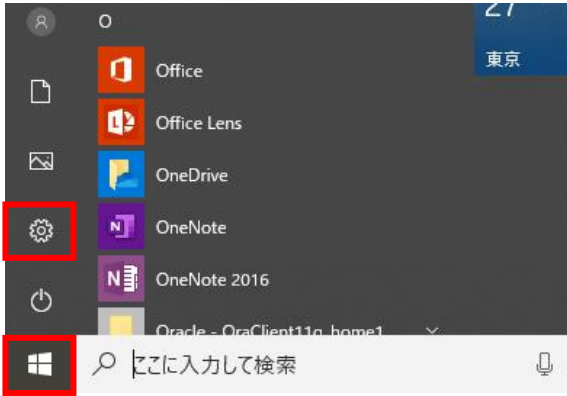 O
27
東京
Office
Office Lens
OneDrive
OneNote
OneNote 2016
Oracle - OraClient11g_home1
ここに入力して検索